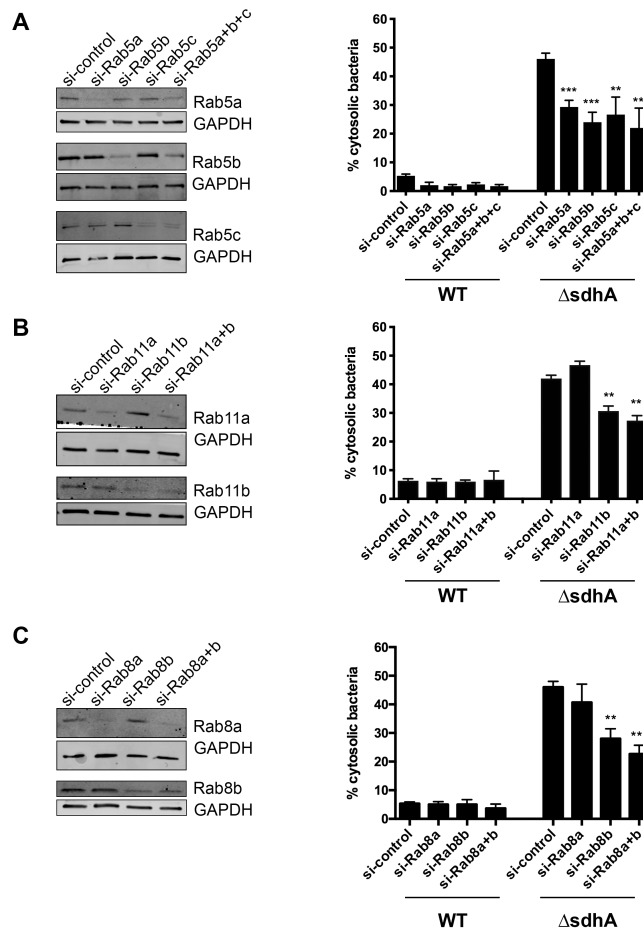 A
si-control
si-Rab5a
si-Rab5b
si-Rab5c
si-Rab5a+b+c
Rab5a
GAPDH
Rab5b
GAPDH
Rab5c
GAPDH
% cytosolic bacteria
60
50
40
30
20
10
0
***
***
**
**
si-control
si-Rab5a
si-Rab5b
si-Rab5c
si-Rab5a+b+c
si-control
si-Rab5a
si-Rab5b
si-Rab5c
si-Rab5a+b+c
WT
ΔsdhA
B
si-control
si-Rab11a
si-Rab11b
si-Rab11a+b
Rab11a
GAPDH
Rab11b
GAPDH
% cytosolic bacteria
60
50
40
30
20
10
0
**
**
si-control
si-Rab11a
si-Rab11b
si-Rab11a+b
si-control
si-Rab11a
si-Rab11b
si-Rab11a+b
WT
ΔsdhA
C
si-control
si-Rab8a
si-Rab8b
si-Rab8a+b
Rab8a
GAPDH
Rab8b
GAPDH
% cytosolic bacteria
60
50
40
30
20
10
0
**
**
si-control
si-Rab8a
si-Rab8b
si-Rab8a+b
si-control
si-Rab8a
si-Rab8b
si-Rab8a+b
WT
ΔsdhA